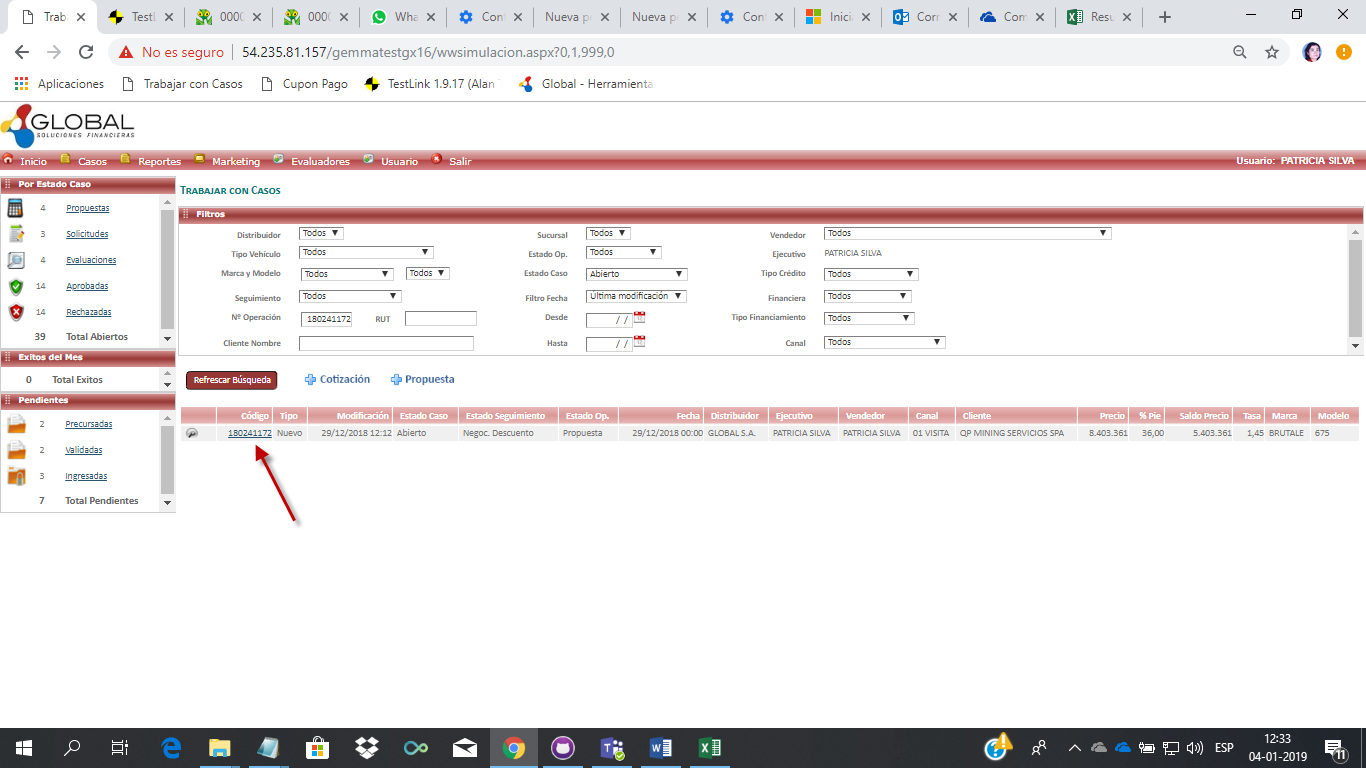 Trab
TestL
0000
0000
Wha
Cont
Nueva pe
Nueva pe
Cont
Inicia
Corr
Com
Resu
No es seguro
54.235.81.157/gemmatestgx16/wwsimulacion.aspx?0,1,999,0
Aplicaciones
Trabajar con Casos
Cupon Pago
TestLink 1.9.17 (Alan
Global - Herramienta
GLOBAL
SOLUCIONES FINANCIERAS
Inicio
Casos
Reportes
Marketing
Evaluadores
Usuario
Salir
Usuario: PATRICIA SILVA
Por Estado Caso
4 Propuestas
3 Solicitudes
4 Evaluaciones
14 Aprobadas
14 Rechazadas
39 Total Abiertos
Exitos del Mes
0 Total Exitos
Pendientes
2 Precursadas
2 Validadas
3 Ingresadas
7 Total Pendientes
TRABAJAR CON CASOS
Filtros
Distribuidor Todos Sucursal Todos Vendedor Todos
Tipo Vehículo Todos Estado Op. Todos Ejecutivo PATRICIA SILVA
Marca y Modelo Todos Todos Estado Caso Abierto Tipo Crédito Todos
Seguimiento Todos Filtro Fecha Última modificación Financiera Todos
Nº Operación 180241172 RUT Desde / / Tipo Financiamiento Todos
Cliente Nombre Hasta / / Canal Todos
Refrescar Búsqueda
Cotización
Propuesta
Código Tipo Modificación Estado Caso Estado Seguimiento Estado Op. Fecha Distribuidor Ejecutivo Vendedor Canal Cliente Precio % Pie Saldo Precio Tasa Marca Modelo
180241172 Nuevo 29/12/2018 12:12 Abierto Negoc. Descuento Propuesta 29/12/2018 00:00 GLOBAL S.A. PATRICIA SILVA PATRICIA SILVA 01 VISITA QP MINING SERVICIOS SPA 8.403.361 36,00 5.403.361 1,45 BRUTALE 675
ESP
12:33
04-01-2019
11